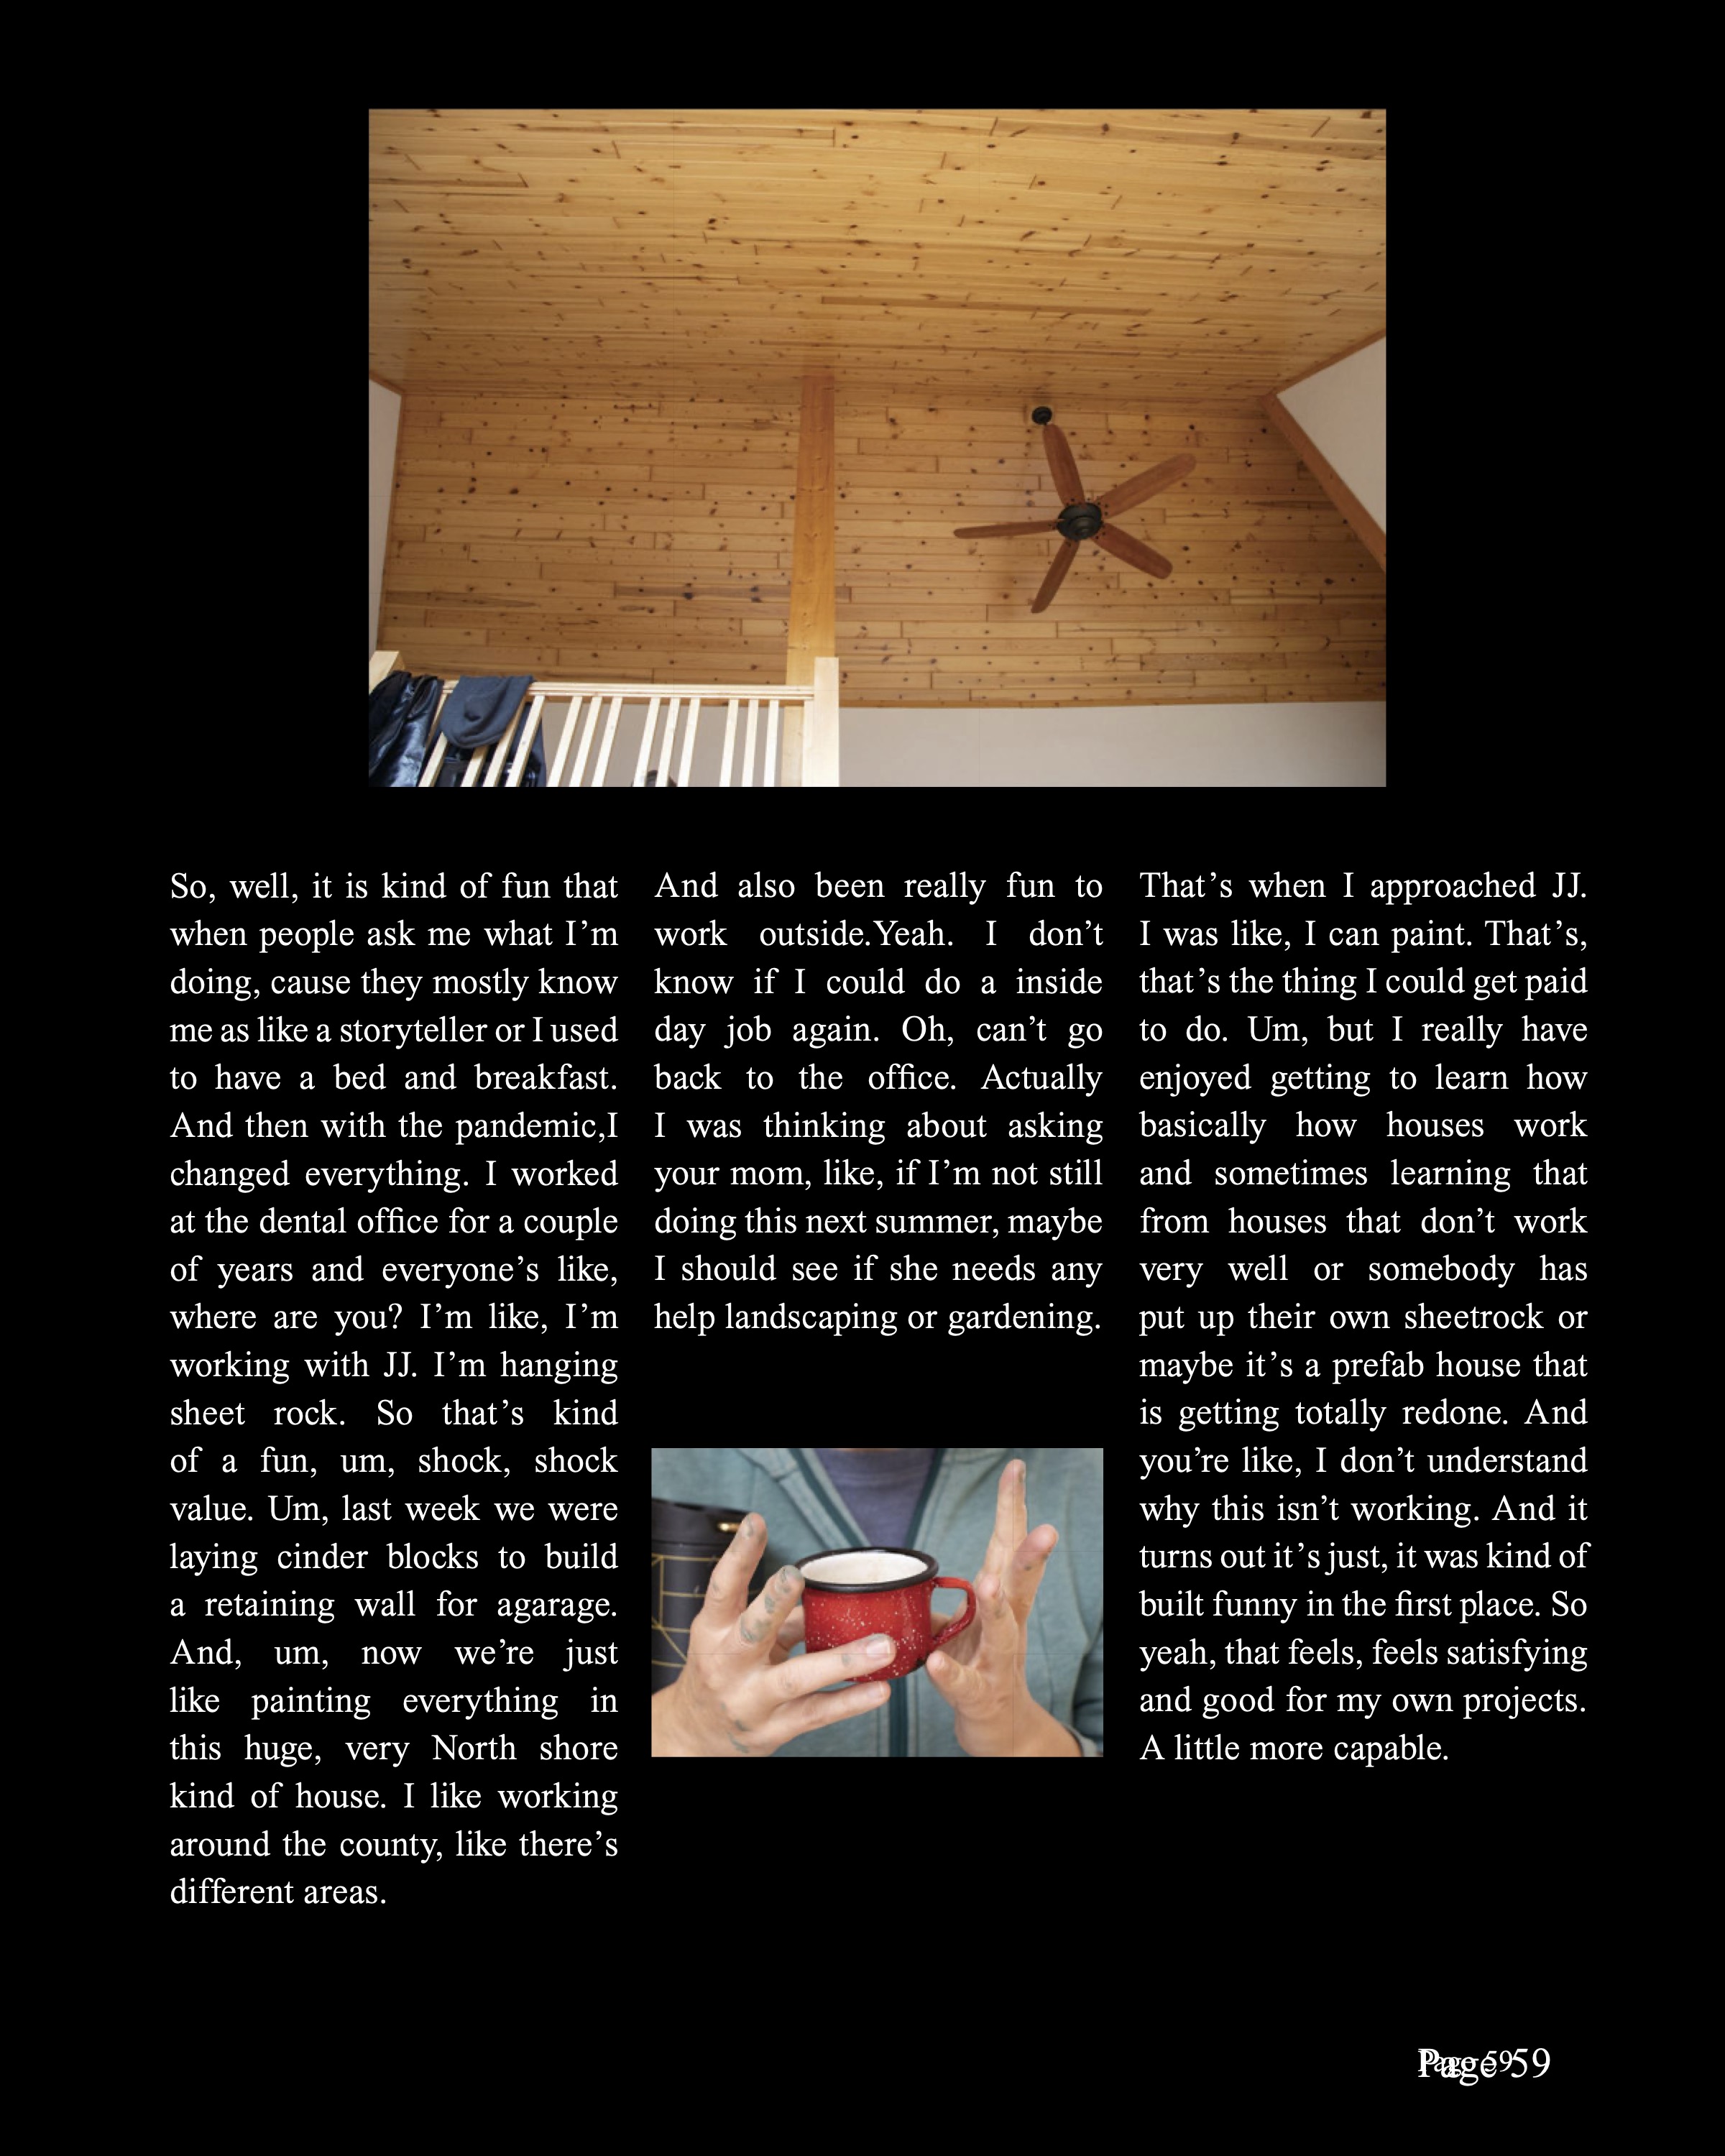 So, well, it is kind of fun that
when people ask me what I’m
doing, cause they mostly know
me as like a storyteller or I used
to have a bed and breakfast.
And then with the pandemic,I
changed everything. I worked
at the dental office for a couple
of years and everyone’s like,
where are you? I’m like, I’m
working with JJ. I’m hanging
sheet rock. So that’s kind
of a fun, um, shock, shock
value. Um, last week we were
laying cinder blocks to build
a retaining wall for agarage.
And, um, now we’re just
like painting everything in
this huge, very North shore
kind of house. I like working
around the county, like there’s
different areas.
And also been really fun to
work outside.Yeah. I don’t
know if I could do a inside
day job again. Oh, can’t go
back to the office. Actually
I was thinking about asking
your mom, like, if I’m not still
doing this next summer, maybe
I should see if she needs any
help landscaping or gardening.
That’s when I approached JJ.
I was like, I can paint. That’s,
that’s the thing I could get paid
to do. Um, but I really have
enjoyed getting to learn how
basically how houses work
and sometimes learning that
from houses that don’t work
very well or somebody has
put up their own sheetrock or
maybe it’s a prefab house that
is getting totally redone. And
you’re like, I don’t understand
why this isn’t working. And it
turns out it’s just, it was kind of
built funny in the first place. So
yeah, that feels, feels satisfying
and good for my own projects.
A little more capable.
Page 59
Page 59